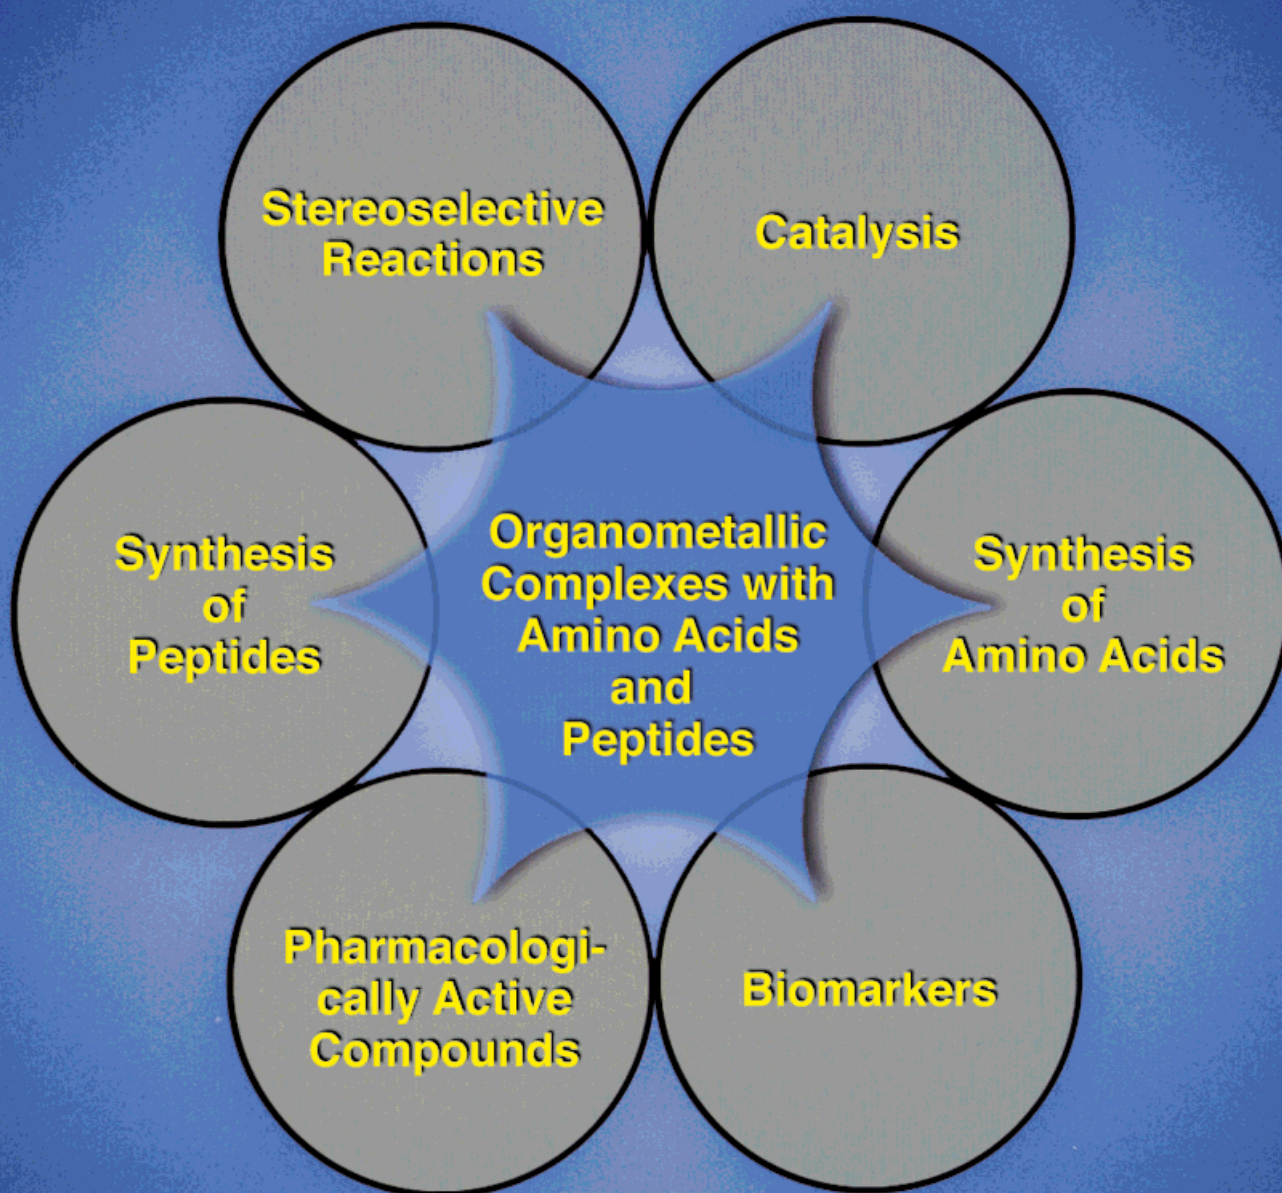 Stereoselective
Reactions
Catalysis
Synthesis
of
Peptides
Organometallic
Complexes with
Amino Acids
and
Peptides
Synthesis
of
Amino Acids
Pharmacologi-
cally Active
Compounds
Biomarkers